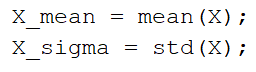 X_mean = mean(X);
X_sigma = std(X);